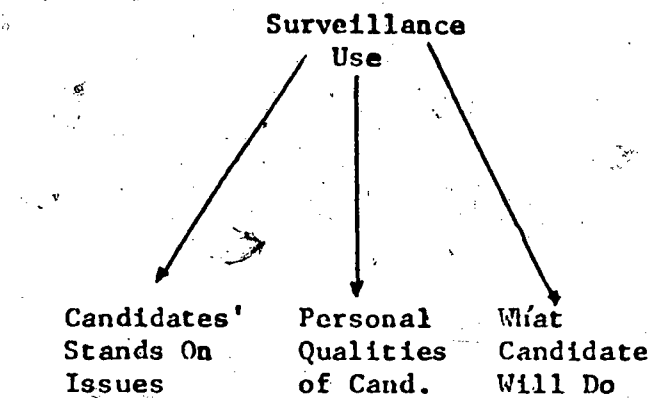 Surveillance
Use
Candidates'
Stands On
Issues
Personal
Qualities
of Cand.
What
Candidate
Will Do